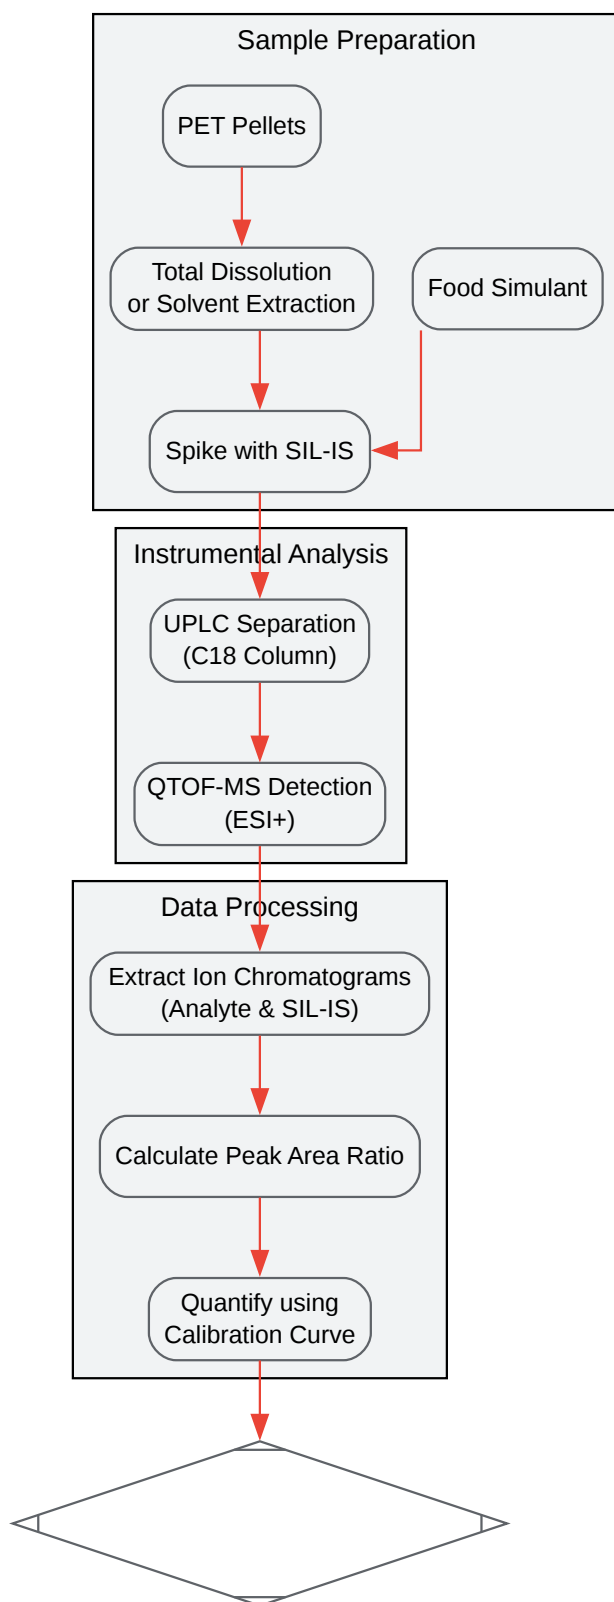 Sample Preparation
PET Pellets
Total Dissolution
or Solvent Extraction
Food Simulant
Spike with SIL-IS
Instrumental Analysis
UPLC Separation
(C18 Column)
QTOF-MS Detection
(ESI+)
Data Processing
Extract Ion Chromatograms
(Analyte & SIL-IS)
Calculate Peak Area Ratio
Quantify using
Calibration Curve